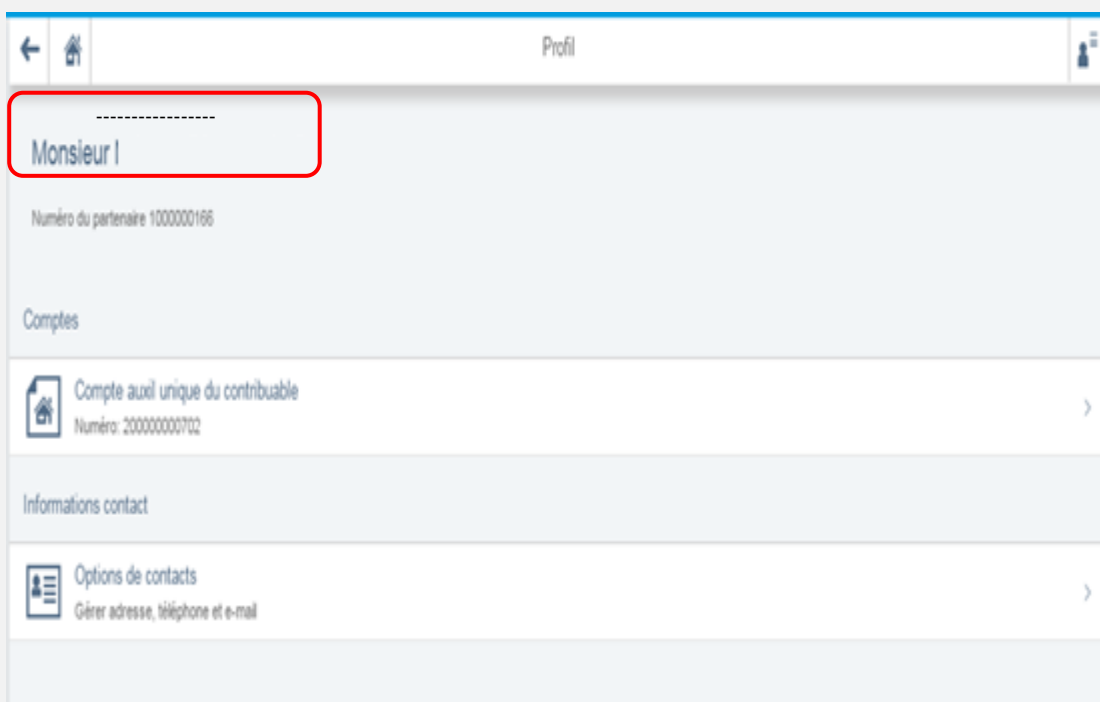 Profil
-----------------
Monsieur I
Numéro du partenaire 1000000166
Comptes
Compte auxil unique du contribuable
Numéro: 200000000702
Informations contact
Options de contacts
Gérer adresse, téléphone et e-mail